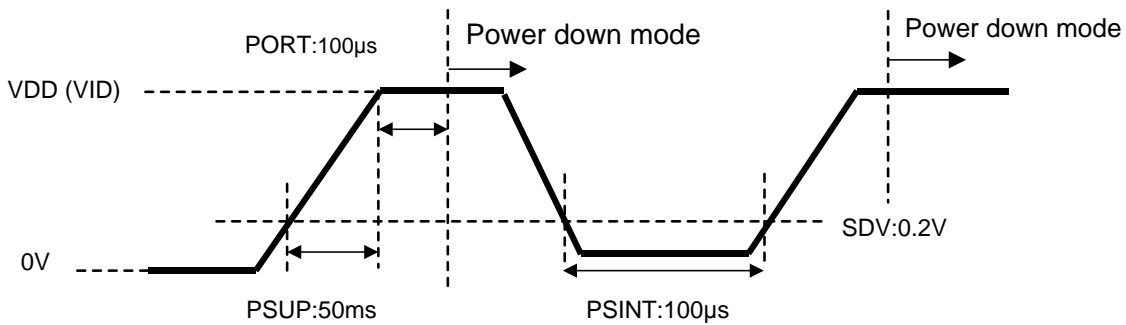 PORT:100µs
Power down mode
Power down mode
VDD (VID)
SDV:0.2V
0V
PSUP:50ms
PSINT:100µs